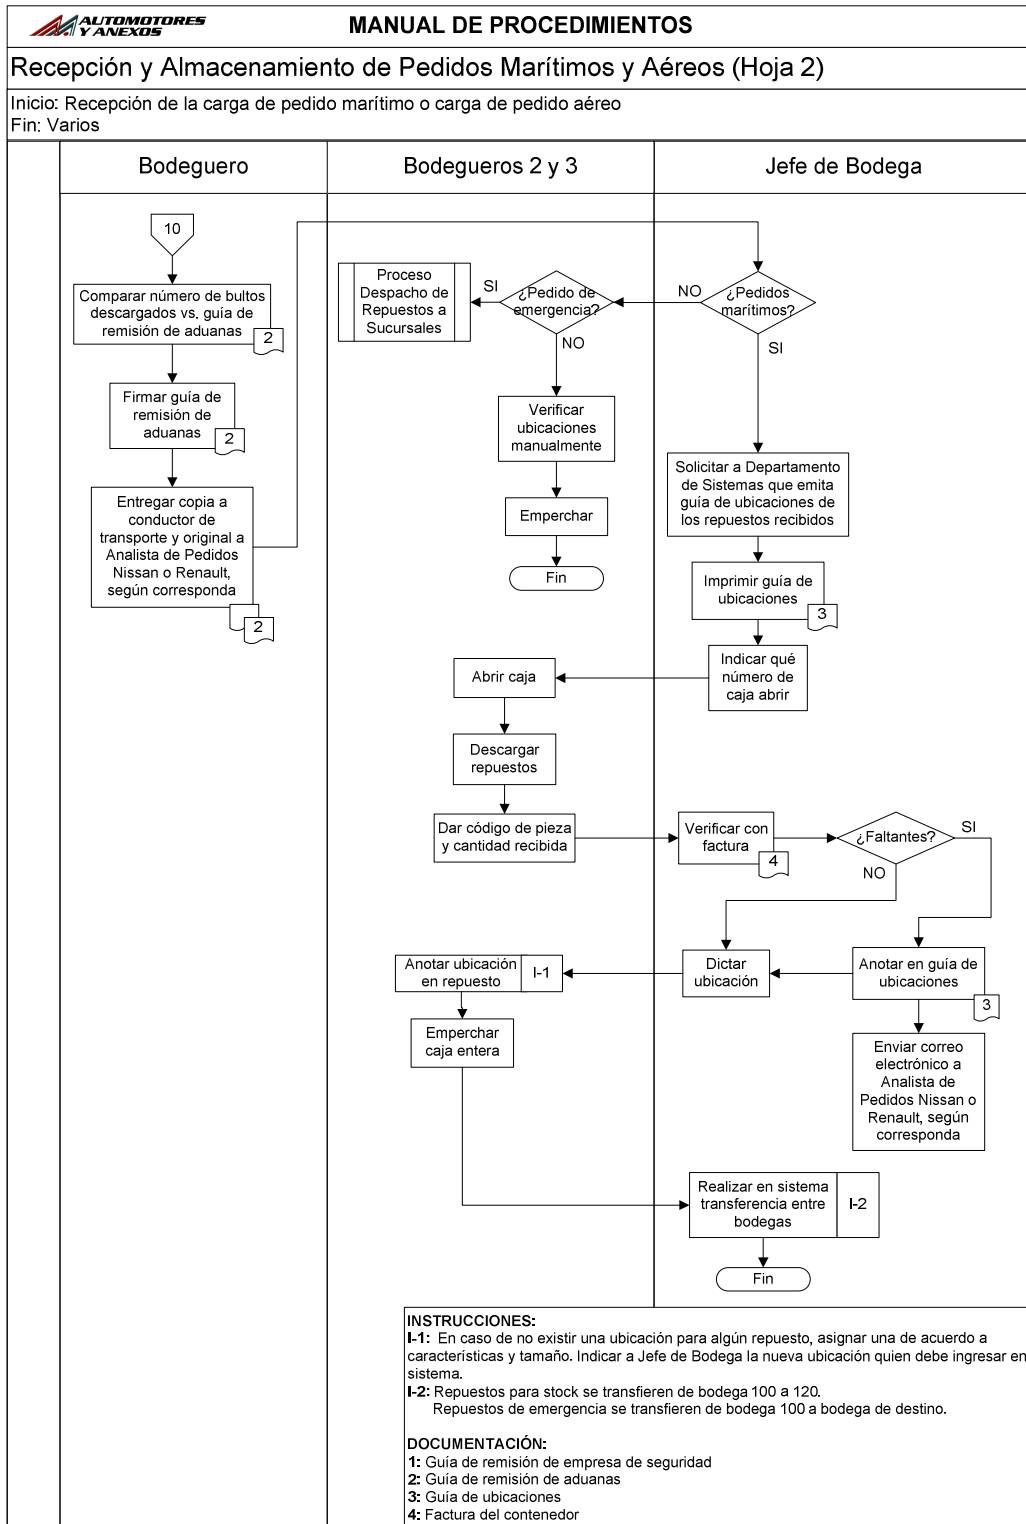 AUTOMOTORES
Y ANEXOS
MANUAL DE PROCEDIMIENTOS
Recepción y Almacenamiento de Pedidos Marítimos y Aéreos (Hoja 2)
Inicio: Recepción de la carga de pedido marítimo o carga de pedido aéreo
Fin: Varios
Bodeguero
Bodegueros 2 y 3
Jefe de Bodega
10
Comparar número de bultos
descargados vs. guía de
remisión de aduanas
2
Firmar guía de
remisión de
aduanas
2
Entregar copia a
conductor de
transporte y original a
Analista de Pedidos
Nissan o Renault,
según corresponda
2
¿Pedidos
marítimos?
NO
SI
¿Pedido de
emergencia?
SI
NO
Proceso
Despacho de
Repuestos a
Sucursales
Verificar
ubicaciones
manualmente
Emperchar
Fin
Solicitar a Departamento
de Sistemas que emita
guía de ubicaciones de
los repuestos recibidos
Imprimir guía de
ubicaciones
3
Indicar qué
número de
caja abrir
Abrir caja
Descargar
repuestos
Dar código de pieza
y cantidad recibida
Verificar con
factura
4
¿Faltantes?
SI
NO
Anotar en guía de
ubicaciones
3
Dictar
ubicación
Anotar ubicación
en repuesto
I-1
Emperchar
caja entera
Enviar correo
electrónico a
Analista de
Pedidos Nissan o
Renault, según
corresponda
Realizar en sistema
transferencia entre
bodegas
I-2
Fin
INSTRUCCIONES:
I-1: En caso de no existir una ubicación para algún repuesto, asignar una de acuerdo a
características y tamaño. Indicar a Jefe de Bodega la nueva ubicación quien debe ingresar en
sistema.
I-2: Repuestos para stock se transfieren de bodega 100 a 120.
Repuestos de emergencia se transfieren de bodega 100 a bodega de destino.
DOCUMENTACIÓN:
1: Guía de remisión de empresa de seguridad
2: Guía de remisión de aduanas
3: Guía de ubicaciones
4: Factura del contenedor